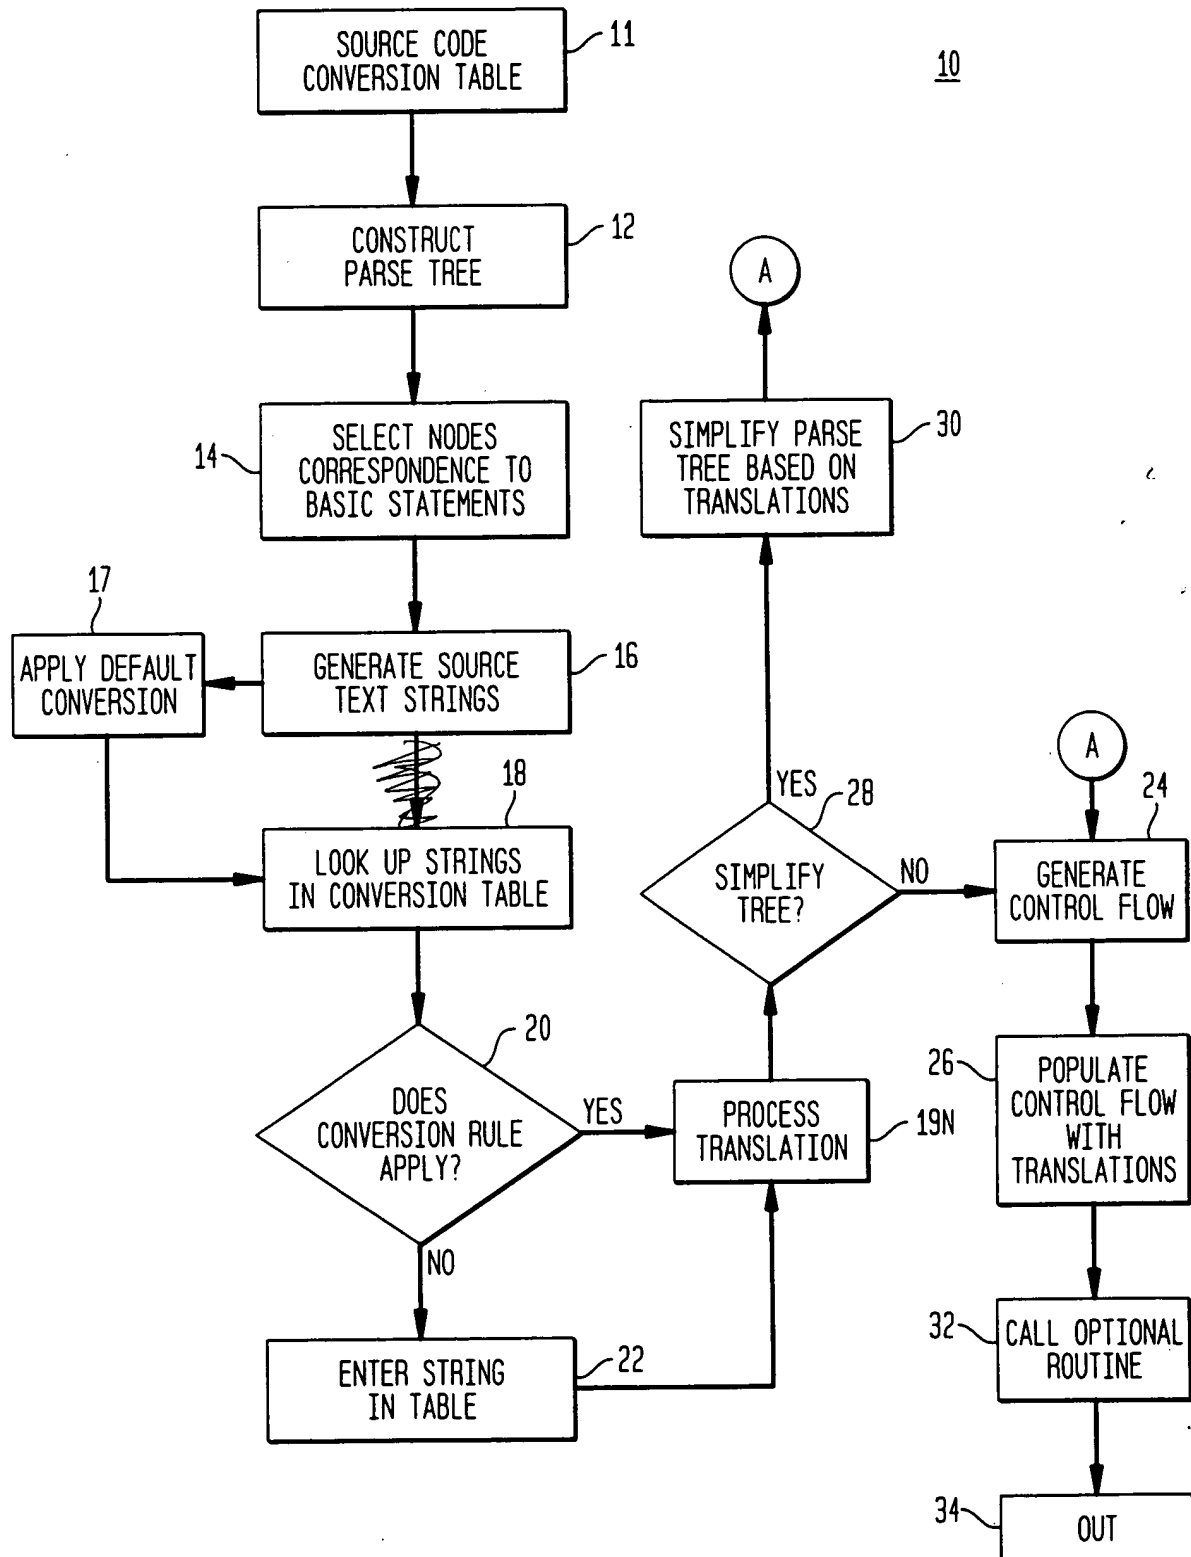 SOURCE CODE
CONVERSION TABLE
11
10
CONSTRUCT
PARSE TREE
12
SELECT NODES
CORRESPONDENCE TO
BASIC STATEMENTS
14
GENERATE SOURCE
TEXT STRINGS
16
17
APPLY DEFAULT
CONVERSION
18
LOOK UP STRINGS
IN CONVERSION TABLE
20
DOES
CONVERSION RULE
APPLY?
YES
NO
ENTER STRING
IN TABLE
22
PROCESS
TRANSLATION
19N
SIMPLIFY
TREE?
28
YES
NO
SIMPLIFY PARSE
TREE BASED ON
TRANSLATIONS
30
A
A
24
GENERATE
CONTROL FLOW
26
POPULATE
CONTROL FLOW
WITH
TRANSLATIONS
32
CALL OPTIONAL
ROUTINE
34
OUT